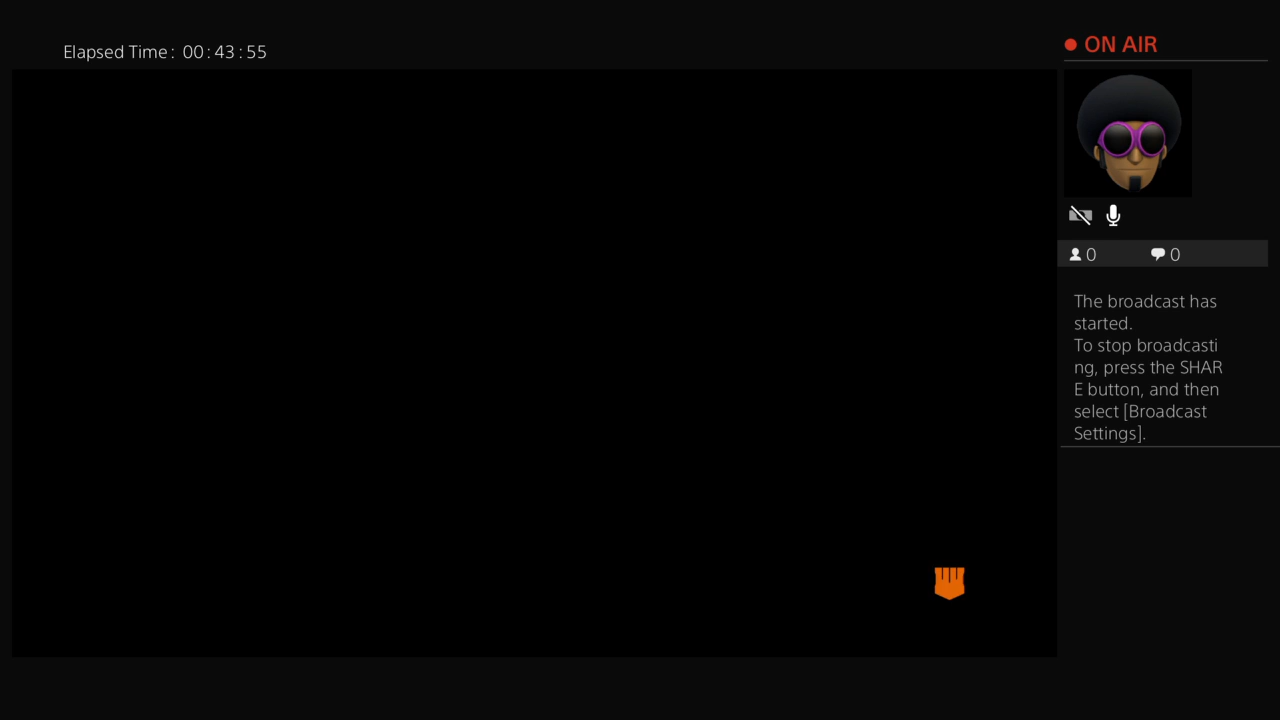 Elapsed Time: 00:43:55
ON AIR
0 0
The broadcast has
started.
To stop broadcasti
ng, press the SHAR
E button, and then
select [Broadcast
Settings].